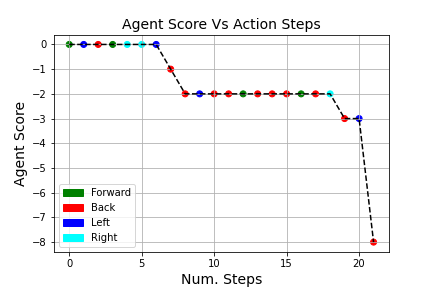 Agent Score Vs Action Steps
Agent Score
0
−1
−2
−3
−4
−5
−6
−7
−8
Forward
Back
Left
Right
0 5 10 15 20
Num. Steps